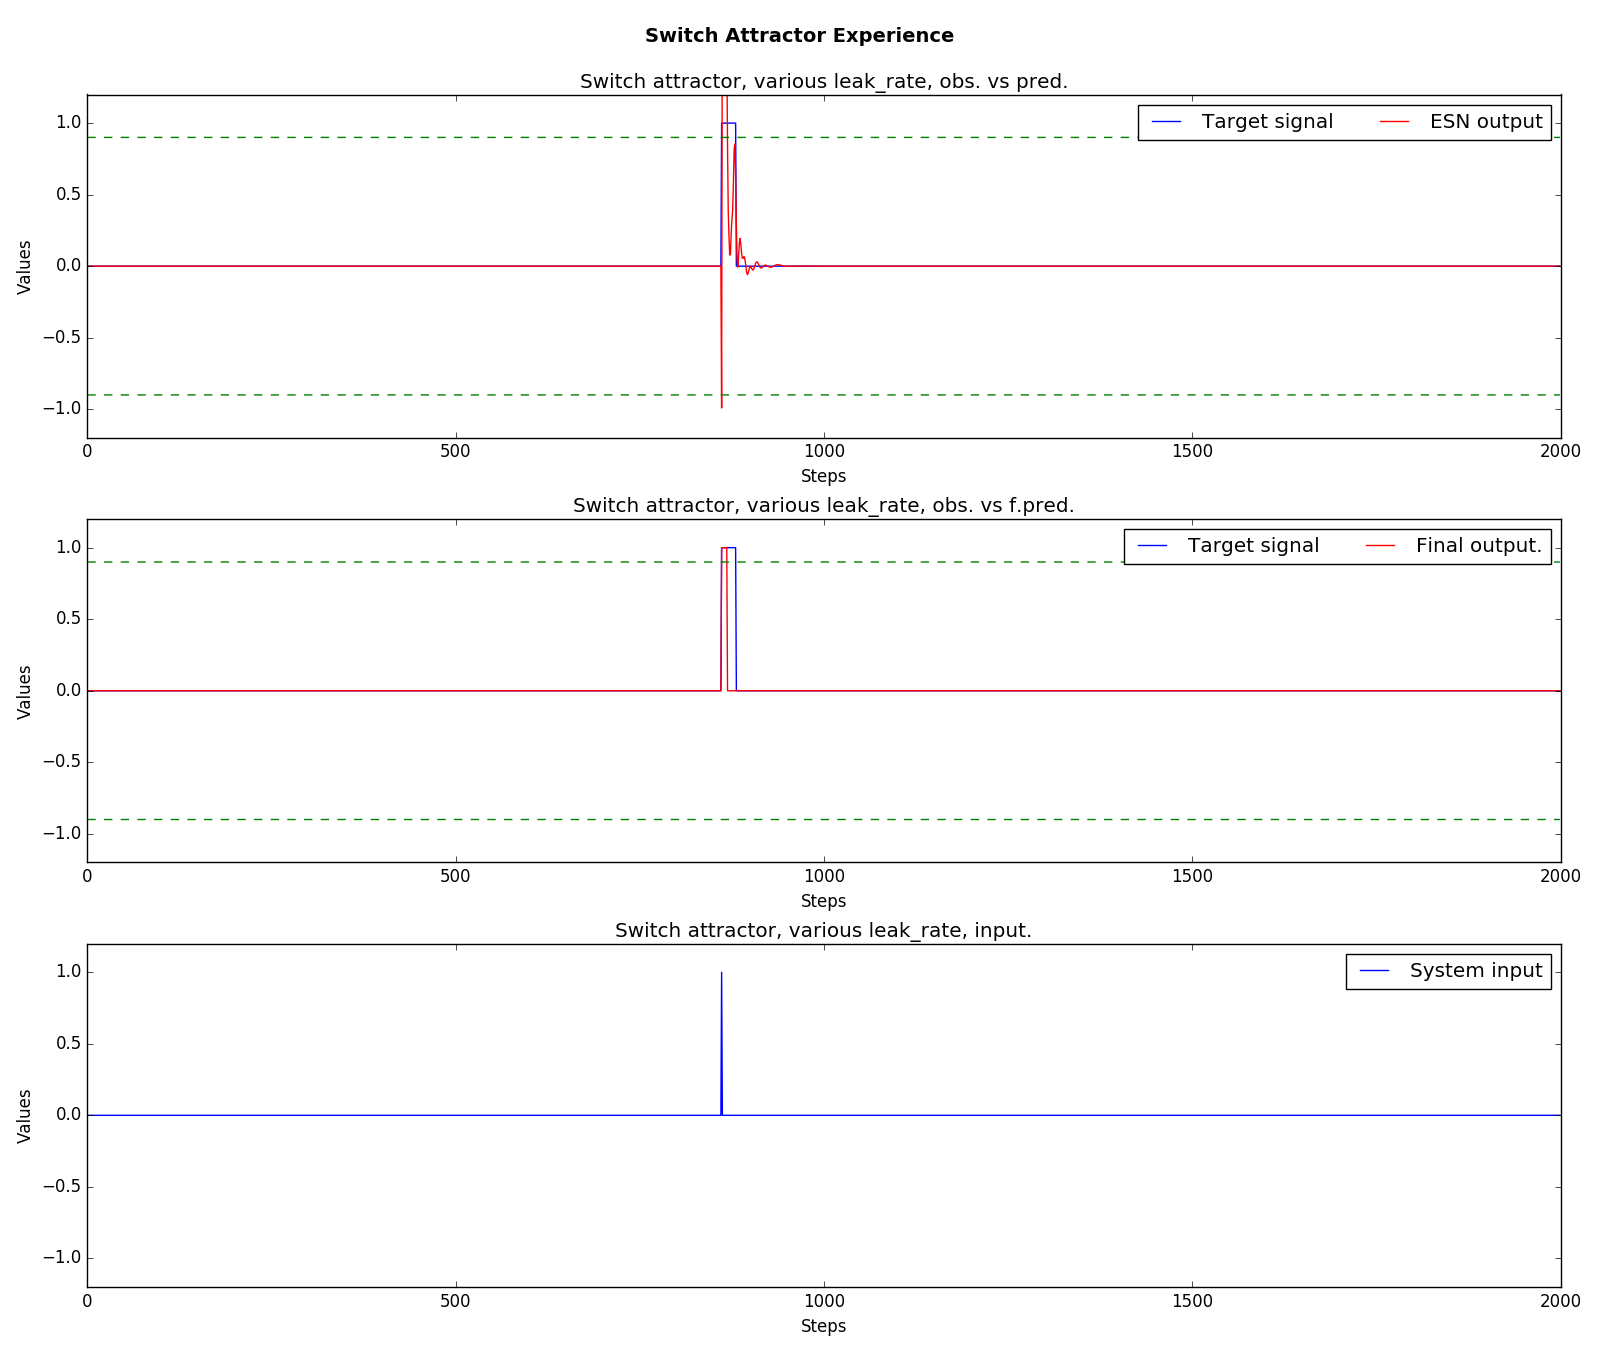 Switch Attractor Experience
Switch attractor, various leak_rate, obs. vs pred.
Target signal ESN output
1.0
0.5
0.0
−0.5
−1.0
Values
0 500 1000 1500 2000
Steps
Switch attractor, various leak_rate, obs. vs f.pred.
Target signal Final output.
1.0
0.5
0.0
−0.5
−1.0
Values
0 500 1000 1500 2000
Steps
Switch attractor, various leak_rate, input.
System input
1.0
0.5
0.0
−0.5
−1.0
Values
0 500 1000 1500 2000
Steps